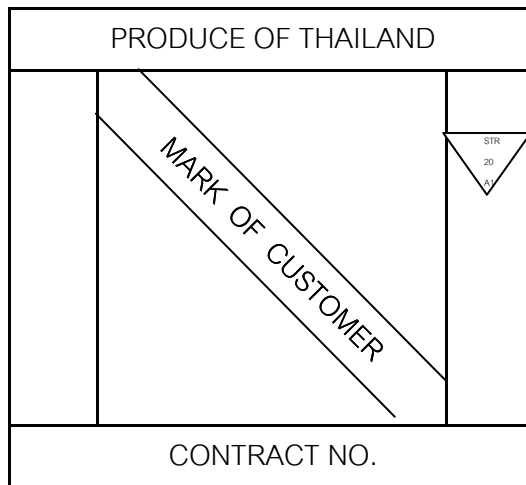 PRODUCE OF THAILAND
STR
20
A1
MARK OF CUSTOMER
CONTRACT NO.